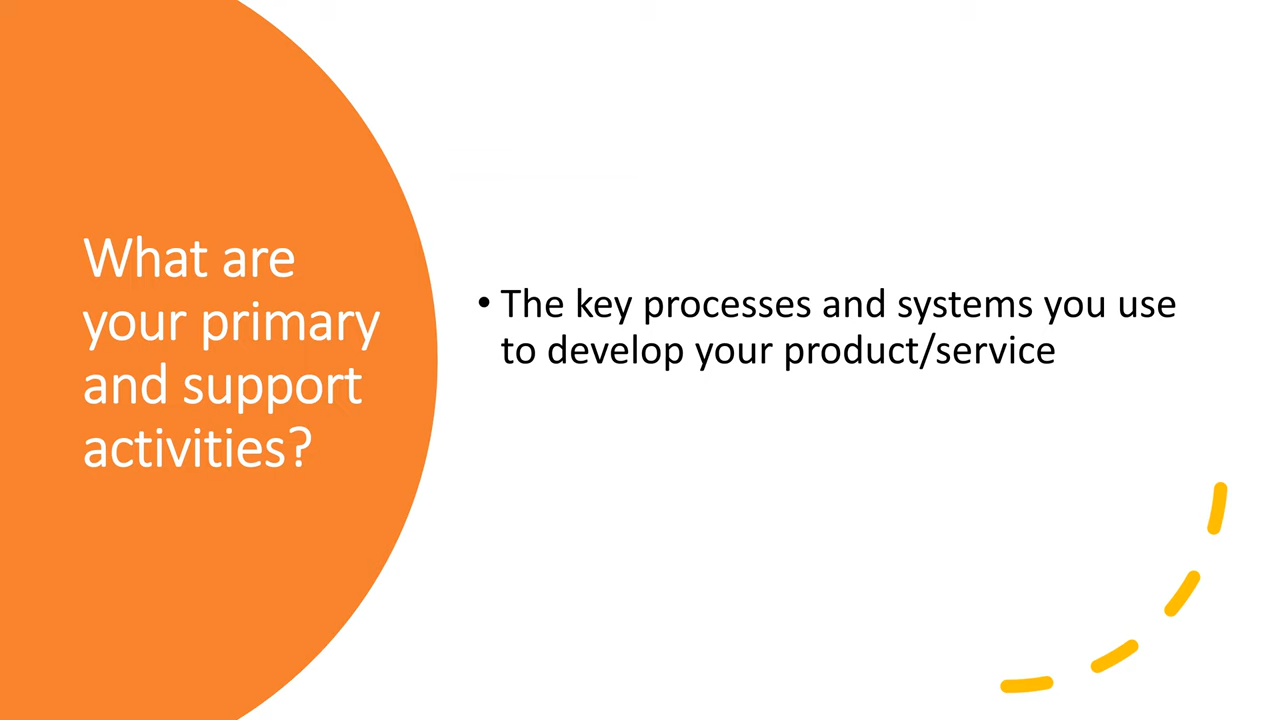 What are
your primary
and support
activities?
• The key processes and systems you use
to develop your product/service